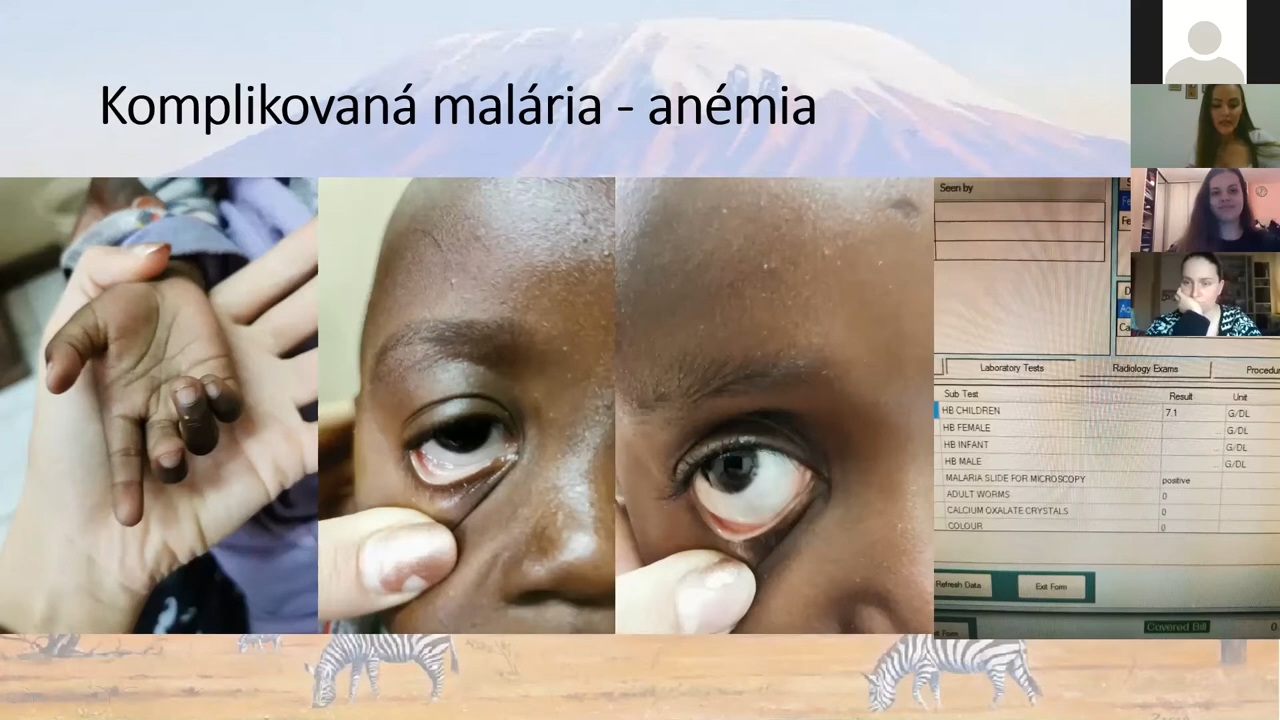 Komplikovaná malária - anémia
Seen by
Laboratory Tests Radiology Exams Procedu
Sub Test Result Unit
HB CHILDREN 7.1 G/DL
HB FEMALE ... G/DL
HB INFANT G/DL
HB MALE ... G/DL
MALARIA SLIDE FOR MICROSCOPY positive
ADULT WORMS 0
CALCIUM OXALATE CRYSTALS 0
COLOUR 0
Refresh Data Exit Form
Covered Bill 0